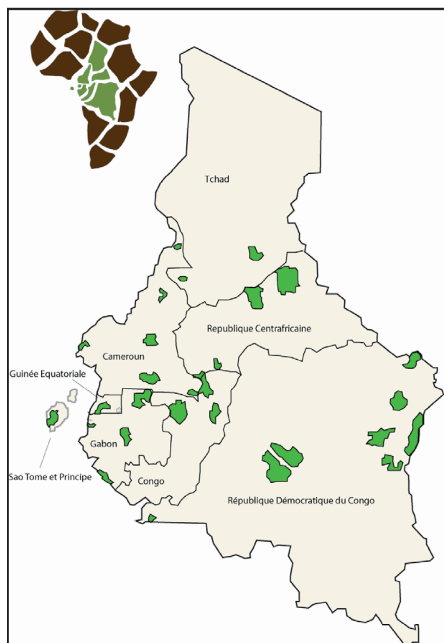 Tchad
Republique Centrafricaine
Cameroun
Guinée Equatoriale
Gabon
Sao Tome et Principe
Congo
République Démocratique du Congo